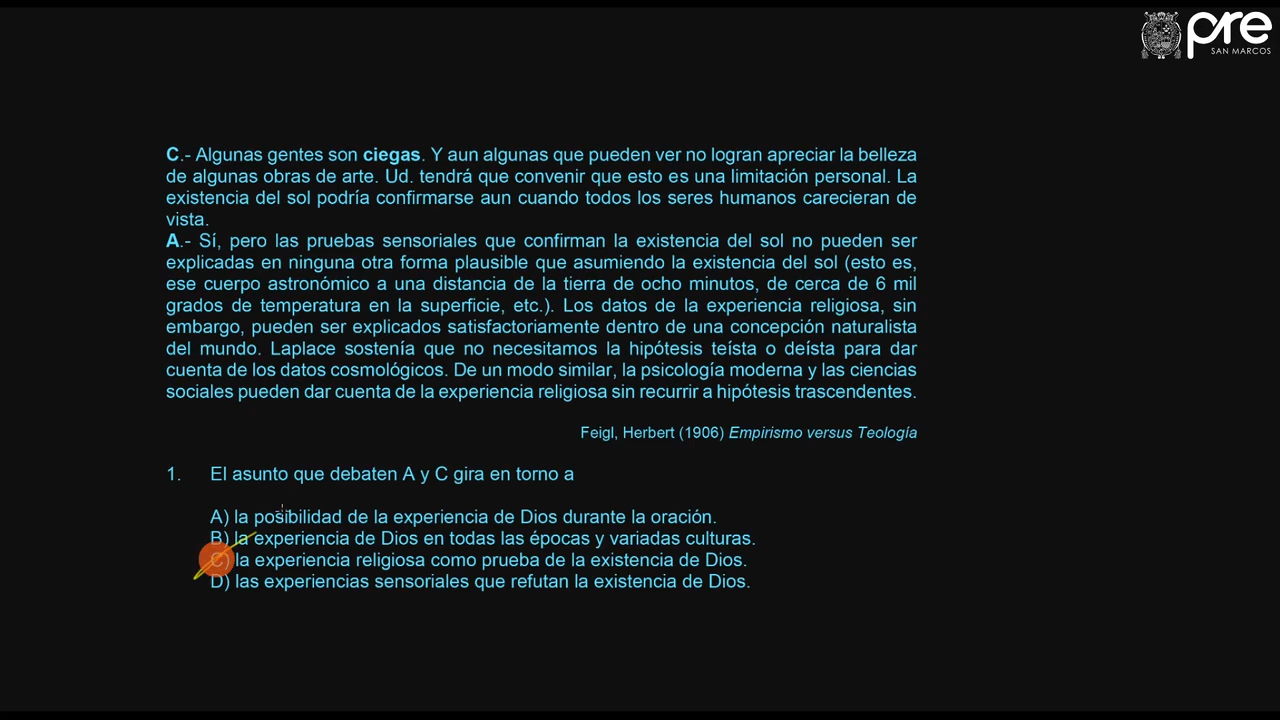 pre
SAN MARCOS
C.- Algunas gentes son ciegas. Y aun algunas que pueden ver no logran apreciar la belleza
de algunas obras de arte. Ud. tendrá que convenir que esto es una limitación personal. La
existencia del sol podría confirmarse aun cuando todos los seres humanos carecieran de
vista.
A.- Sí, pero las pruebas sensoriales que confirman la existencia del sol no pueden ser
explicadas en ninguna otra forma plausible que asumiendo la existencia del sol (esto es,
ese cuerpo astronómico a una distancia de la tierra de ocho minutos, de cerca de 6 mil
grados de temperatura en la superficie, etc.). Los datos de la experiencia religiosa, sin
embargo, pueden ser explicados satisfactoriamente dentro de una concepción naturalista
del mundo. Laplace sostenía que no necesitamos la hipótesis teísta o deísta para dar
cuenta de los datos cosmológicos. De un modo similar, la psicología moderna y las ciencias
sociales pueden dar cuenta de la experiencia religiosa sin recurrir a hipótesis trascendentes.
Feigl, Herbert (1906) Empirismo versus Teología
1. El asunto que debaten A y C gira en torno a
A) la posibilidad de la experiencia de Dios durante la oración.
B) la experiencia de Dios en todas las épocas y variadas culturas.
C) la experiencia religiosa como prueba de la existencia de Dios.
D) las experiencias sensoriales que refutan la existencia de Dios.